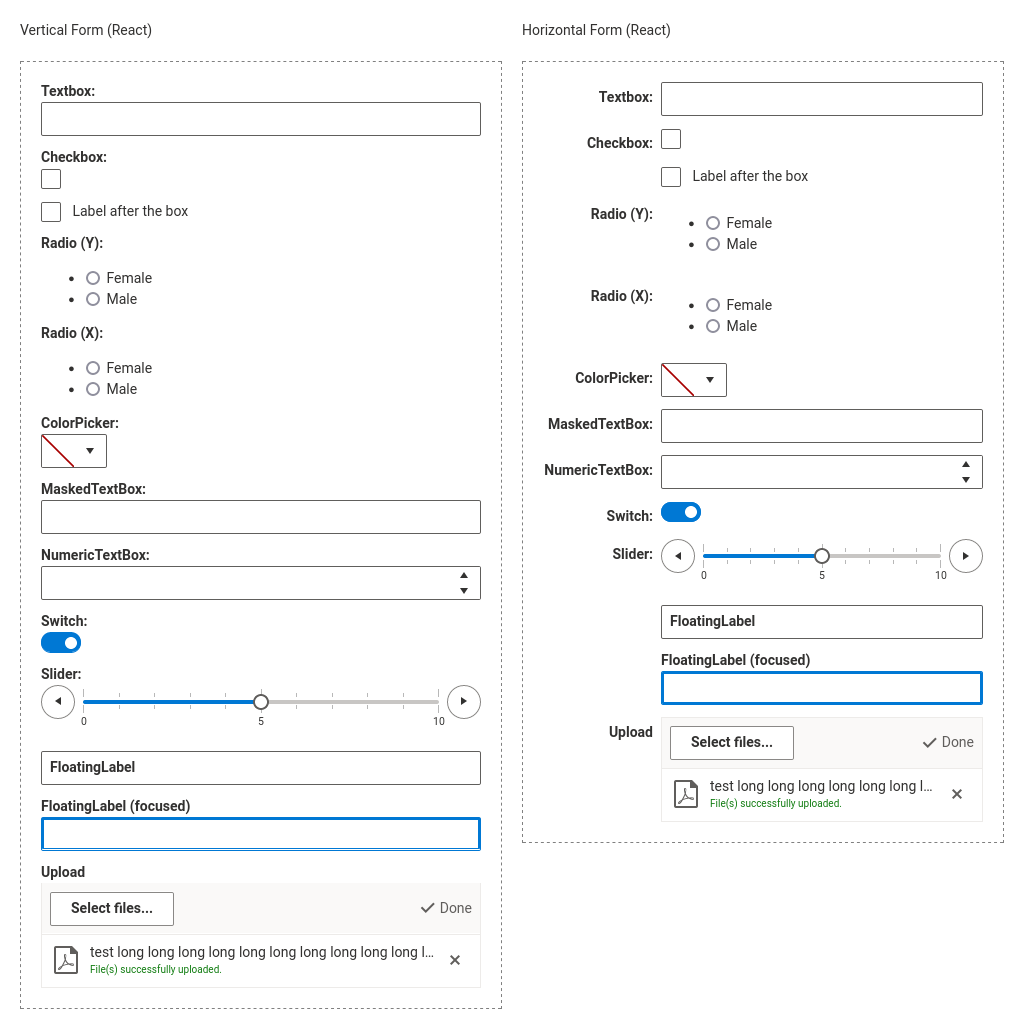 Vertical Form (React)
Textbox:
Checkbox:
Label after the box
Radio (Y):
Female
Male
Radio (X):
Female
Male
ColorPicker:
MaskedTextBox:
NumericTextBox:
Switch:
Slider:
0 5 10
FloatingLabel
FloatingLabel (focused)
Upload
Select files... Done
test long long long long long long long long long long l...
File(s) successfully uploaded.
Horizontal Form (React)
Textbox:
Checkbox:
Label after the box
Radio (Y):
Female
Male
Radio (X):
Female
Male
ColorPicker:
MaskedTextBox:
NumericTextBox:
Switch:
Slider:
0 5 10
FloatingLabel
FloatingLabel (focused)
Upload
Select files... Done
test long long long long long long l...
File(s) successfully uploaded.